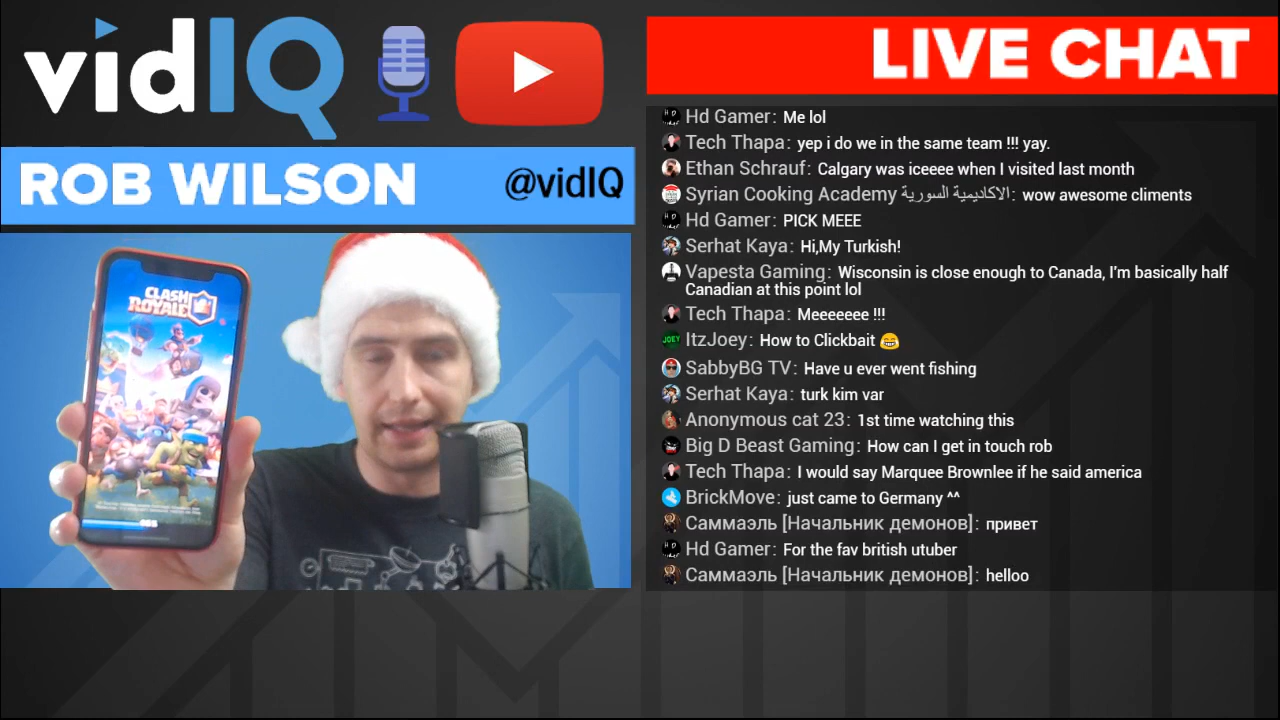 vidIQ
ROB WILSON
@vidIQ
CLASH
ROYALE
LIVE CHAT
Hd Gamer: Me lol
Tech Thapa: yep i do we in the same team !!! yay.
Ethan Schrauf: Calgary was iceeee when I visited last month
Syrian Cooking Academy الاكاديمية السورية: wow awesome climents
Hd Gamer: PICK MEEE
Serhat Kaya: Hi,My Turkish!
Vapesta Gaming: Wisconsin is close enough to Canada, I'm basically half
Canadian at this point lol
Tech Thapa: Meeeeeee !!!
ItzJoey: How to Clickbait 😂
SabbyBG TV: Have u ever went fishing
Serhat Kaya: turk kim var
Anonymous cat 23: 1st time watching this
Big D Beast Gaming: How can I get in touch rob
Tech Thapa: I would say Marquee Brownlee if he said america
BrickMove: just came to Germany ^^
Саммаэль [Начальник демонов]: привет
Hd Gamer: For the fav british utuber
Саммаэль [Начальник демонов]: helloo